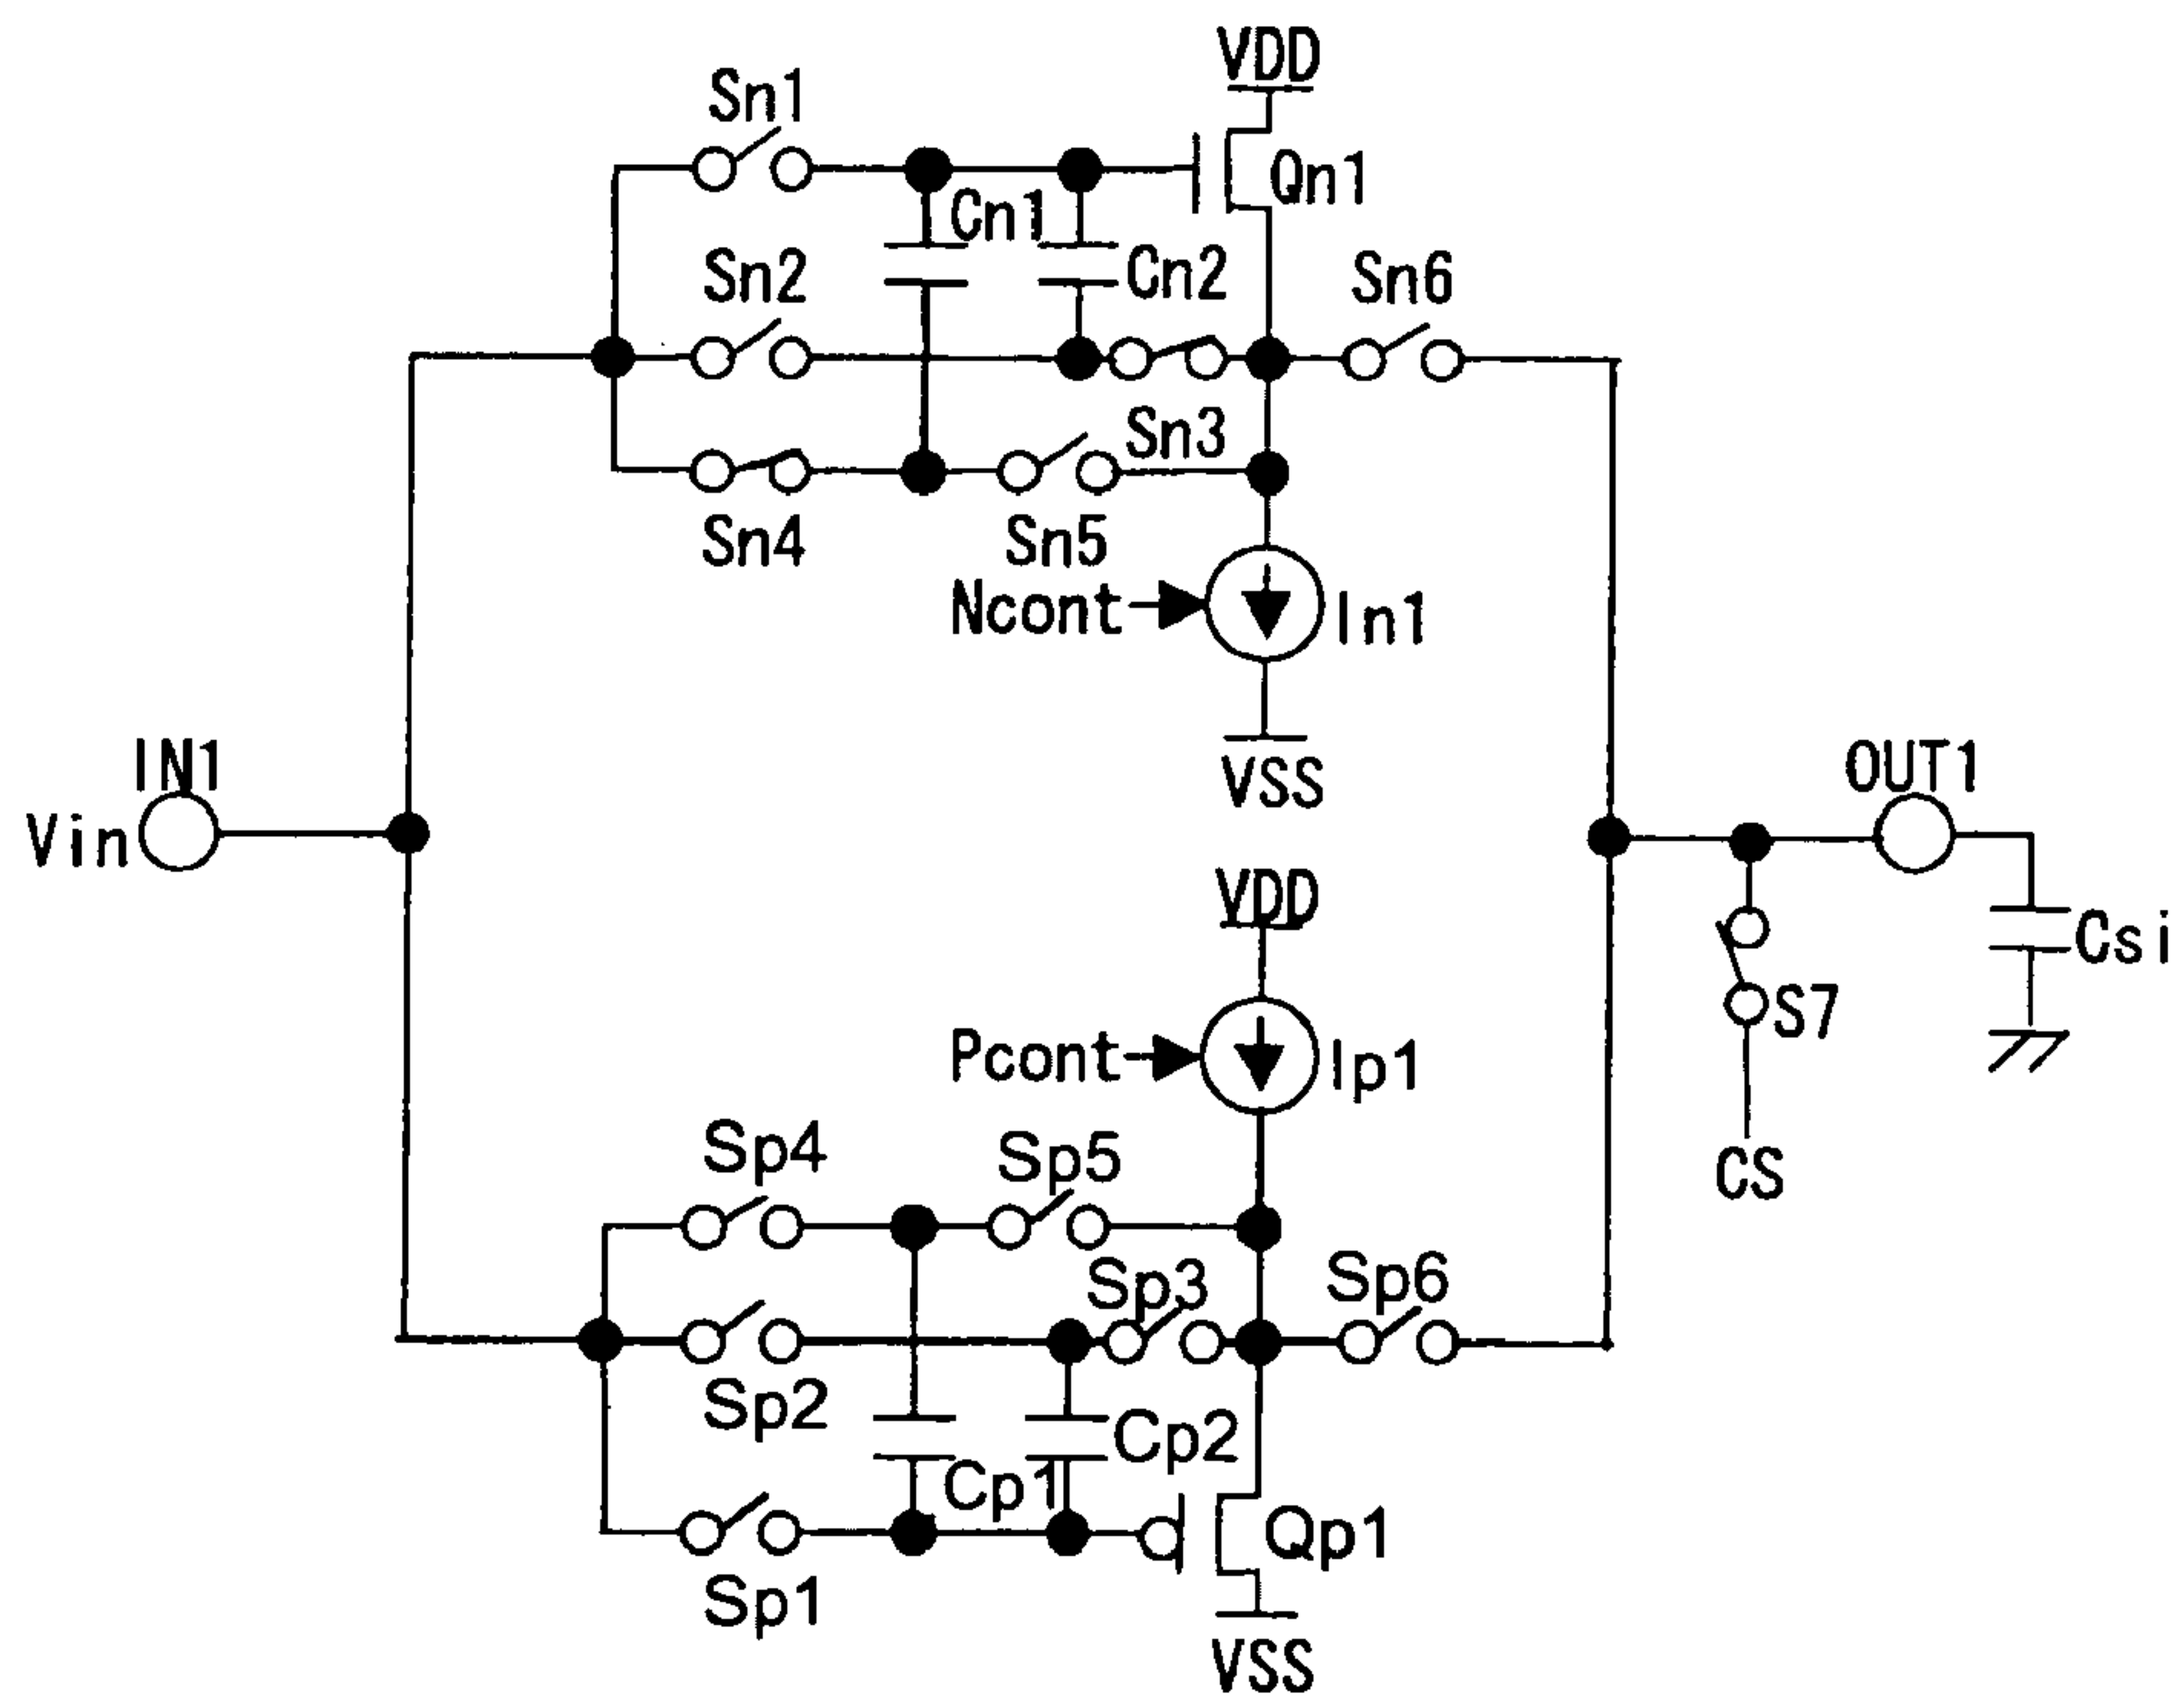 VDD
Sn1
Qn1
Cn1
Sn2
Cn2
Sn6
Sn3
Sn4
Sn5
Ncont
In1
VSS
IN1
Vin
OUT1
VDD
Csi
Pcont
Ip1
S7
CS
Sp4
Sp5
Sp3
Sp6
Sp2
Cp2
Cp1
Qp1
Sp1
VSS